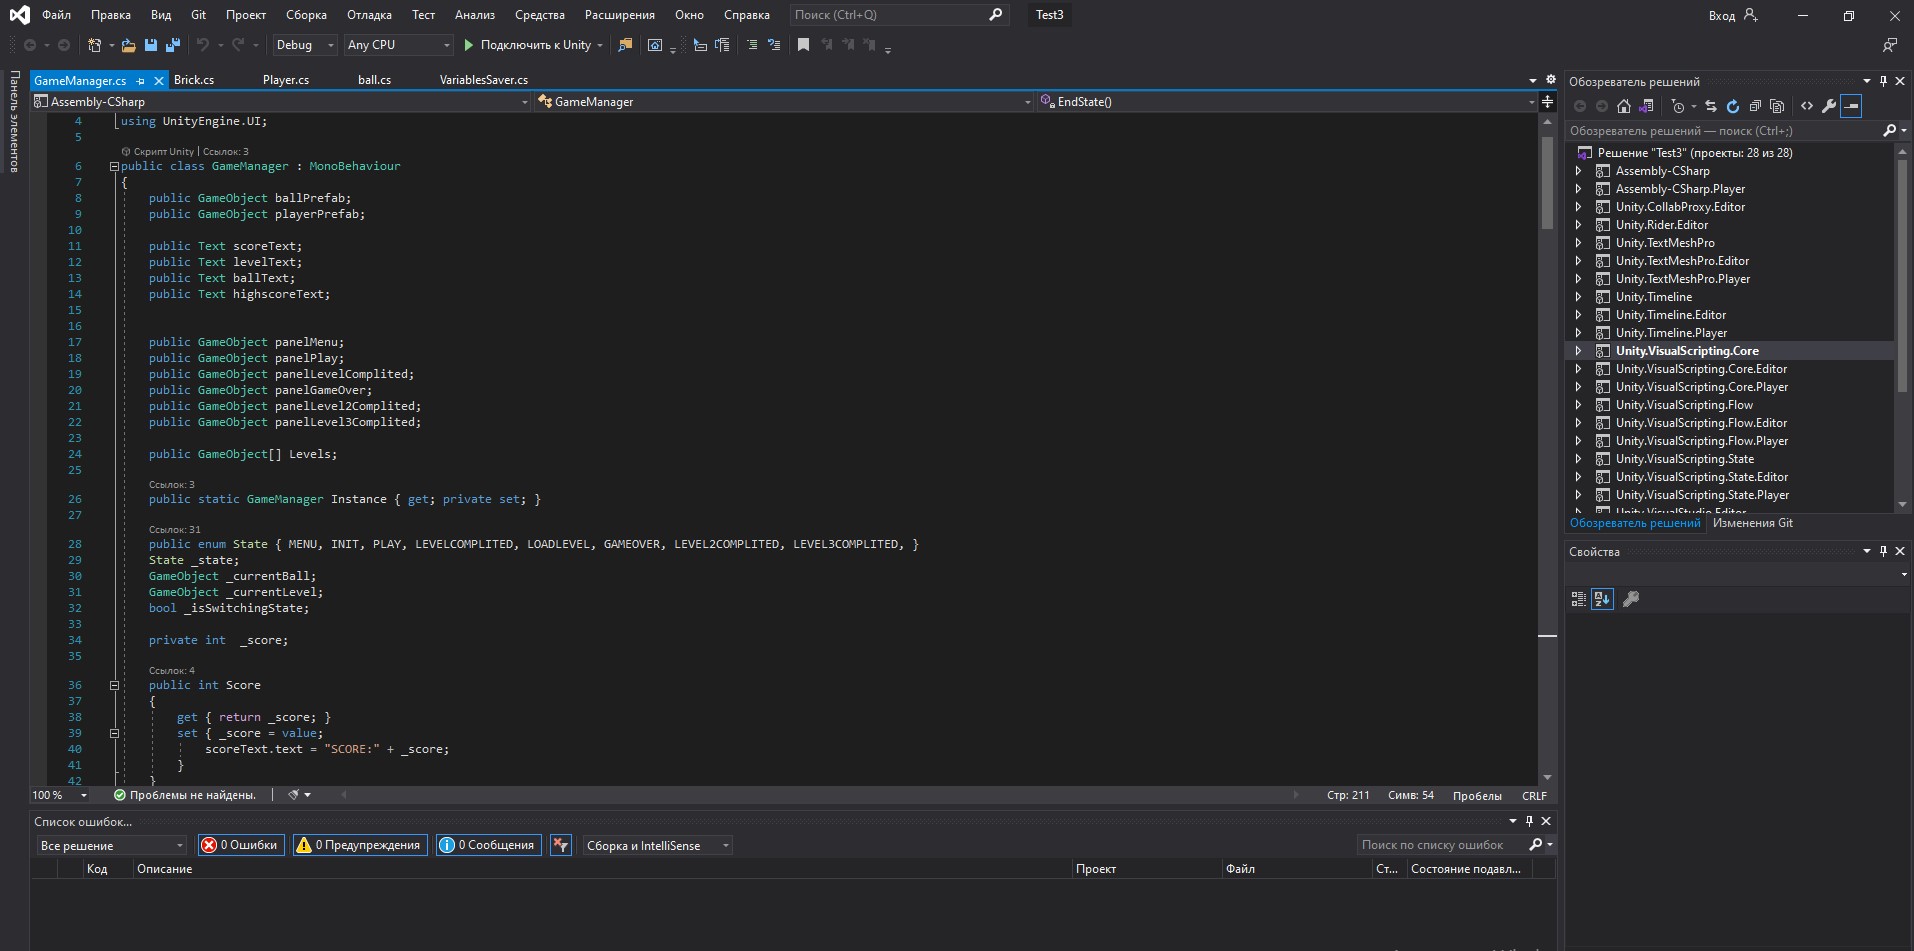 Файл Правка Вид Git Проект Сборка Отладка Тест Анализ Средства Расширения Окно Справка Поиск (Ctrl+Q) Test3 Вход
Debug Any CPU Подключить к Unity
Панель элементов
GameManager.cs Brick.cs Player.cs ball.cs VariablesSaver.cs
Assembly-CSharp GameManager EndState()
4 using UnityEngine.UI;
5
Скрипт Unity | Ссылок: 3
6 public class GameManager : MonoBehaviour
7 {
8 public GameObject ballPrefab;
9 public GameObject playerPrefab;
10
11 public Text scoreText;
12 public Text levelText;
13 public Text ballText;
14 public Text highscoreText;
15
16
17 public GameObject panelMenu;
18 public GameObject panelPlay;
19 public GameObject panelLevelComplited;
20 public GameObject panelGameOver;
21 public GameObject panelLevel2Complited;
22 public GameObject panelLevel3Complited;
23
24 public GameObject[] Levels;
25
Ссылок: 3
26 public static GameManager Instance { get; private set; }
27
Ссылок: 31
28 public enum State { MENU, INIT, PLAY, LEVELCOMPLITED, LOADLEVEL, GAMEOVER, LEVEL2COMPLITED, LEVEL3COMPLITED, }
29 State _state;
30 GameObject _currentBall;
31 GameObject _currentLevel;
32 bool _isSwitchingState;
33
34 private int _score;
35
Ссылок: 4
36 public int Score
37 {
38 get { return _score; }
39 set { _score = value;
40 scoreText.text = "SCORE:" + _score;
41 }
42 }
100 % Проблемы не найдены. Стр: 211 Симв: 54 Пробелы CRLF
Список ошибок...
Все решение 0 Ошибки 0 Предупреждения 0 Сообщения Сборка и IntelliSense Поиск по списку ошибок
Код Описание Проект Файл Ст... Состояние подавл...
Обозреватель решений
Обозреватель решений — поиск (Ctrl+;)
Решение "Test3" (проекты: 28 из 28)
Assembly-CSharp
Assembly-CSharp.Player
Unity.CollabProxy.Editor
Unity.Rider.Editor
Unity.TextMeshPro
Unity.TextMeshPro.Editor
Unity.TextMeshPro.Player
Unity.Timeline
Unity.Timeline.Editor
Unity.Timeline.Player
Unity.VisualScripting.Core
Unity.VisualScripting.Core.Editor
Unity.VisualScripting.Core.Player
Unity.VisualScripting.Flow
Unity.VisualScripting.Flow.Editor
Unity.VisualScripting.Flow.Player
Unity.VisualScripting.State
Unity.VisualScripting.State.Editor
Unity.VisualScripting.State.Player
Unity.VisualStudio.Editor
Обозреватель решений Изменения Git
Свойства